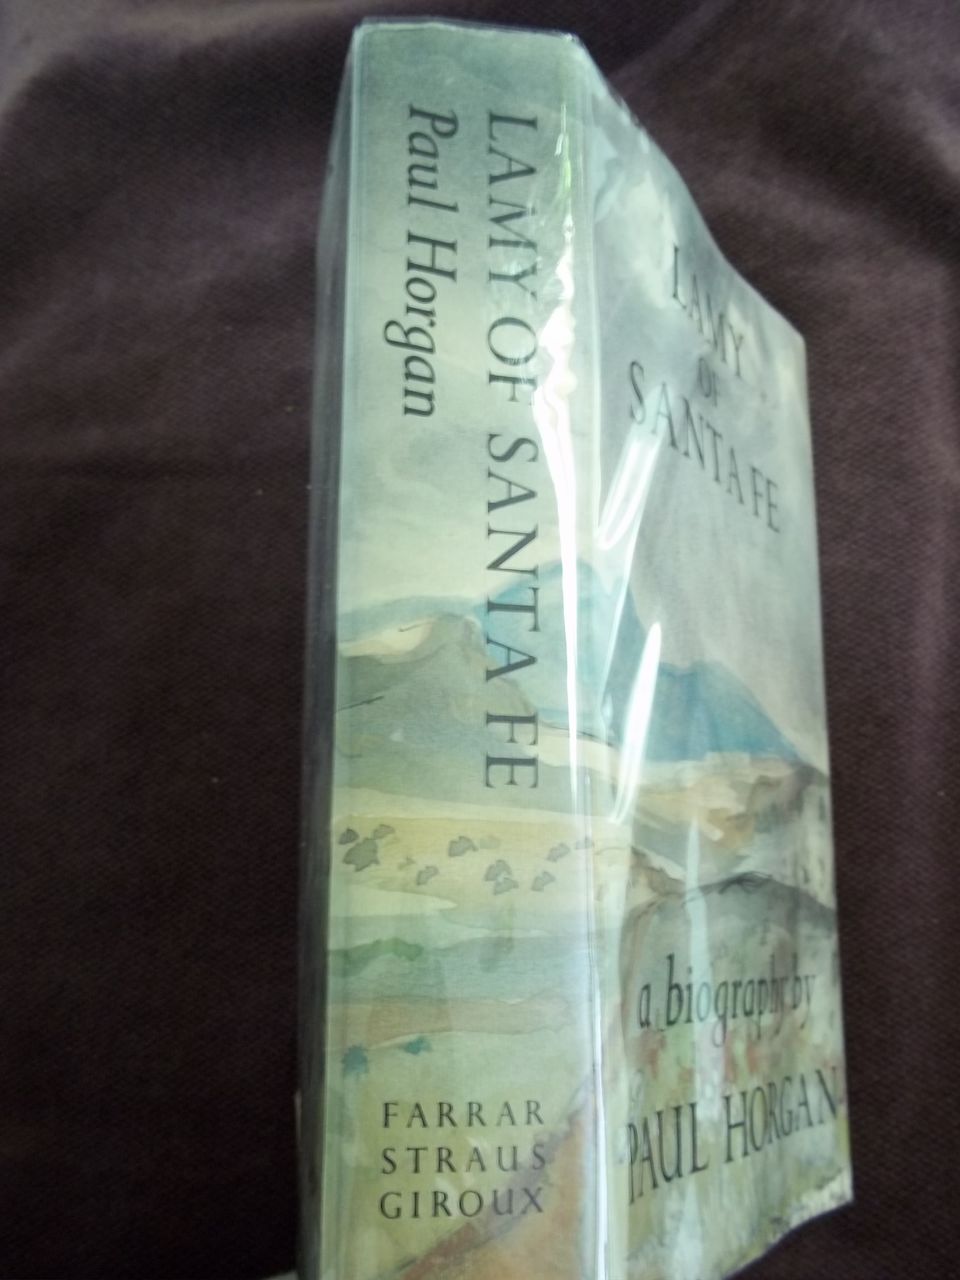 LAMY OF SANTA FE
Paul Horgan
FARRAR
STRAUS
GIROUX
LAMY
OF
SANTA FE
a biography by
PAUL HORGAN